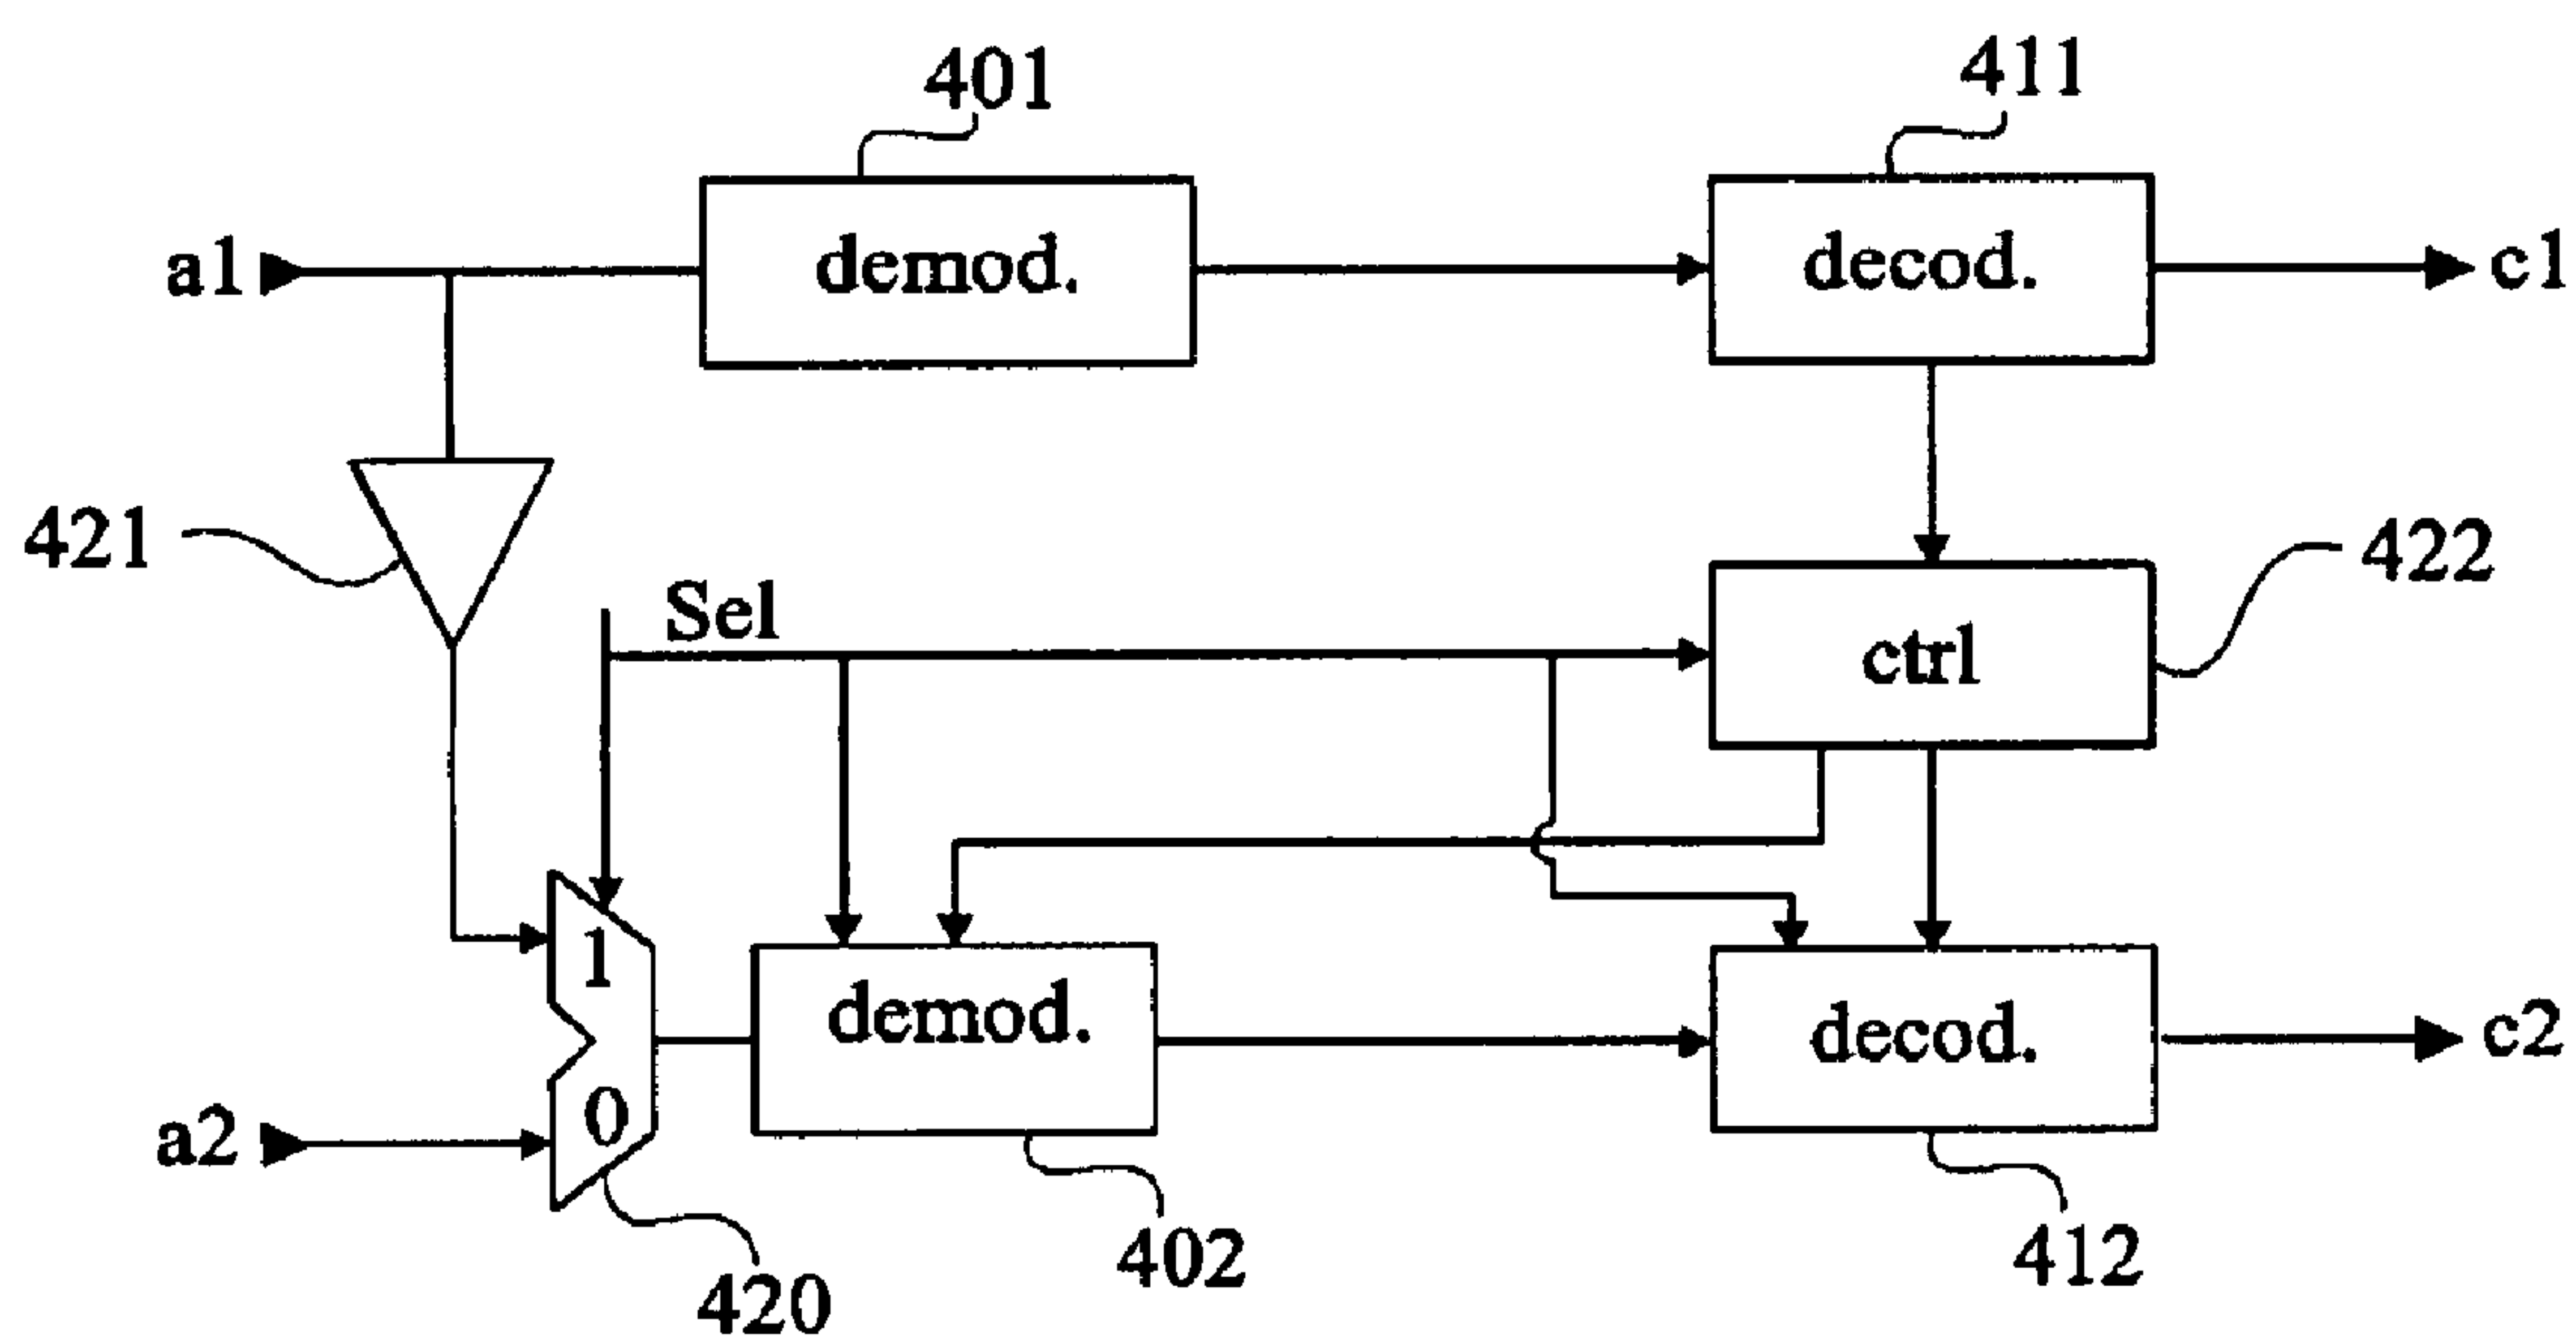 401
411
a1
demod.
decod.
c1
421
Sel
422
ctrl
1
demod.
decod.
c2
0
a2
402
412
420